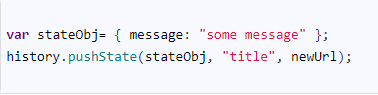 var stateObj= { message: "some message" };
history.pushState(stateObj, "title", newUrl);